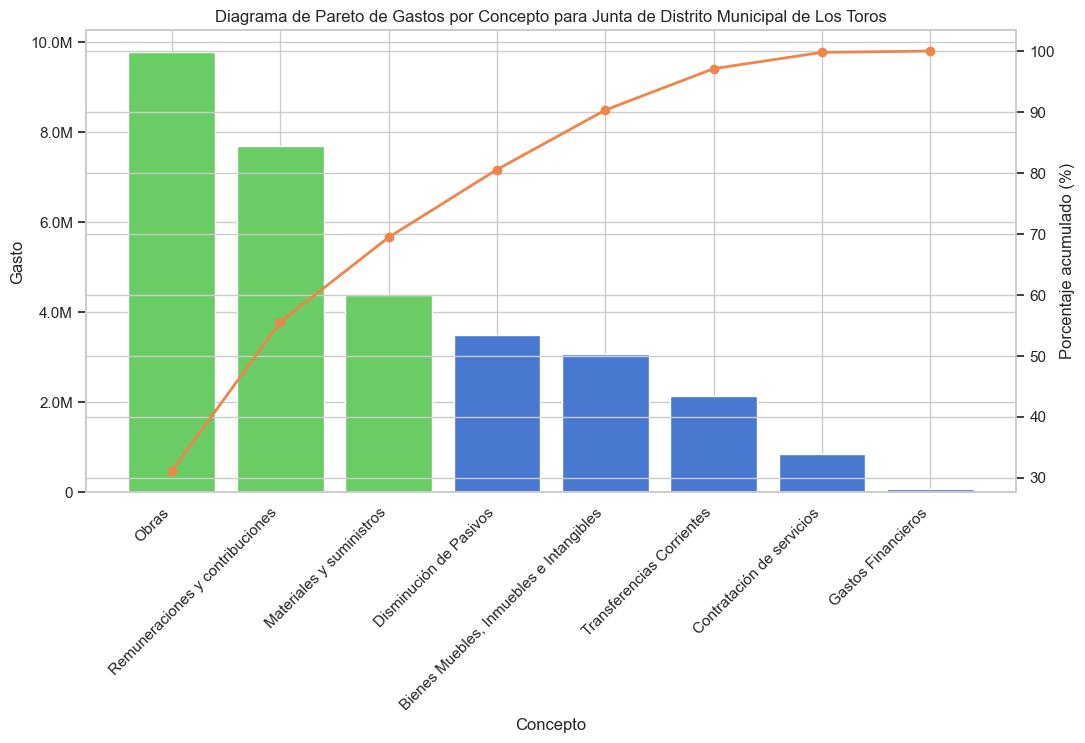 Diagrama de Pareto de Gastos por Concepto para Junta de Distrito Municipal de Los Toros
10.0M
8.0M
6.0M
4.0M
2.0M
0
Gasto
100
90
80
70
60
50
40
30
Porcentaje acumulado (%)
Obras
Remuneraciones y contribuciones
Materiales y suministros
Disminución de Pasivos
Bienes Muebles, Inmuebles e Intangibles
Transferencias Corrientes
Contratación de servicios
Gastos Financieros
Concepto